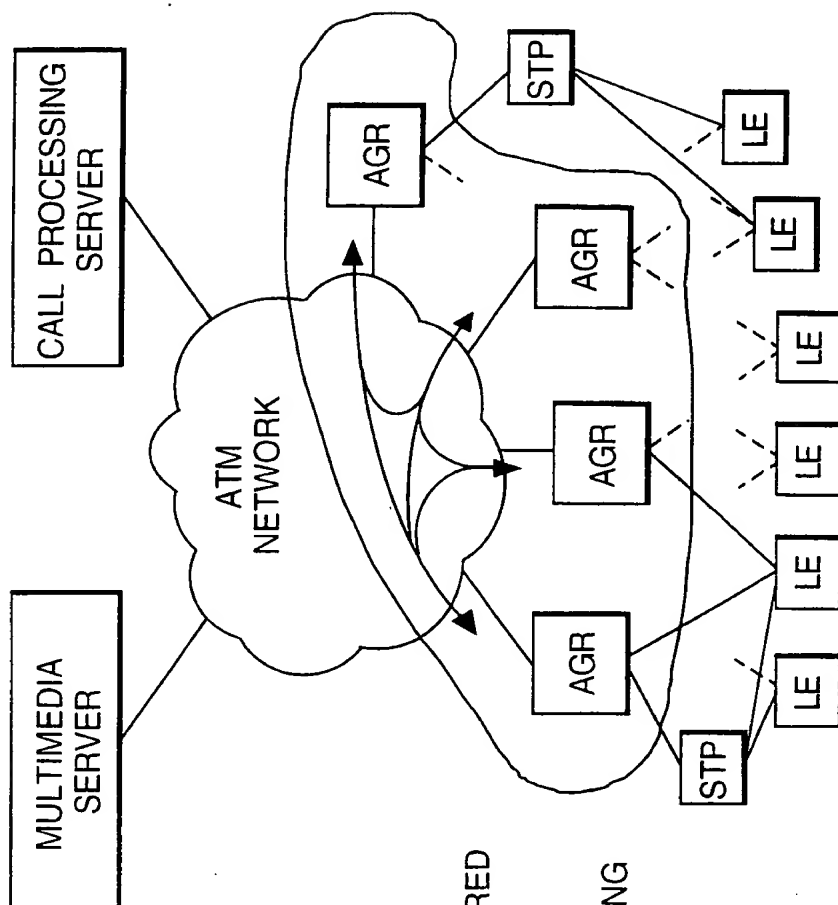 MULTIMEDIA
SERVER
CALL PROCESSING
SERVER
ATM
NETWORK
AGR
AGR
AGR
AGR
STP
STP
LE
LE
LE
LE
LE
LE
RED
NG